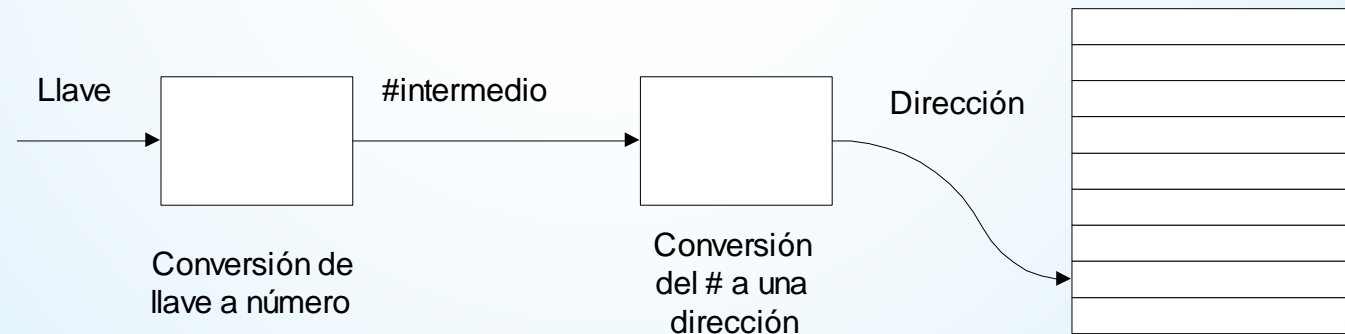 Llave
#intermedio
Dirección
Conversión de
llave a número
Conversión
del # a una
dirección